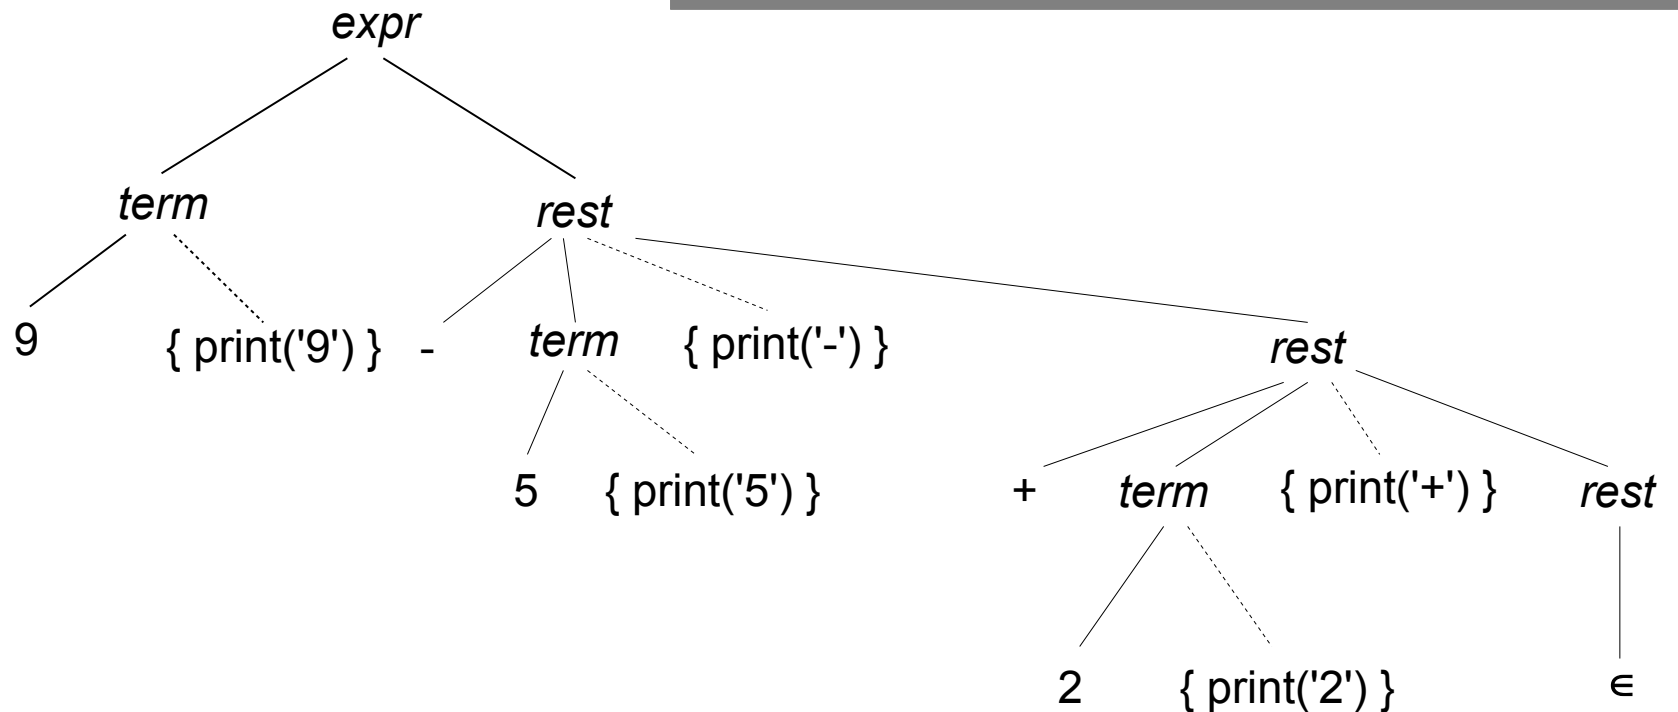 expr
term rest
9 { print('9') } - term { print('-') } rest
5 { print('5') } + term { print('+') } rest
2 { print('2') } ∈